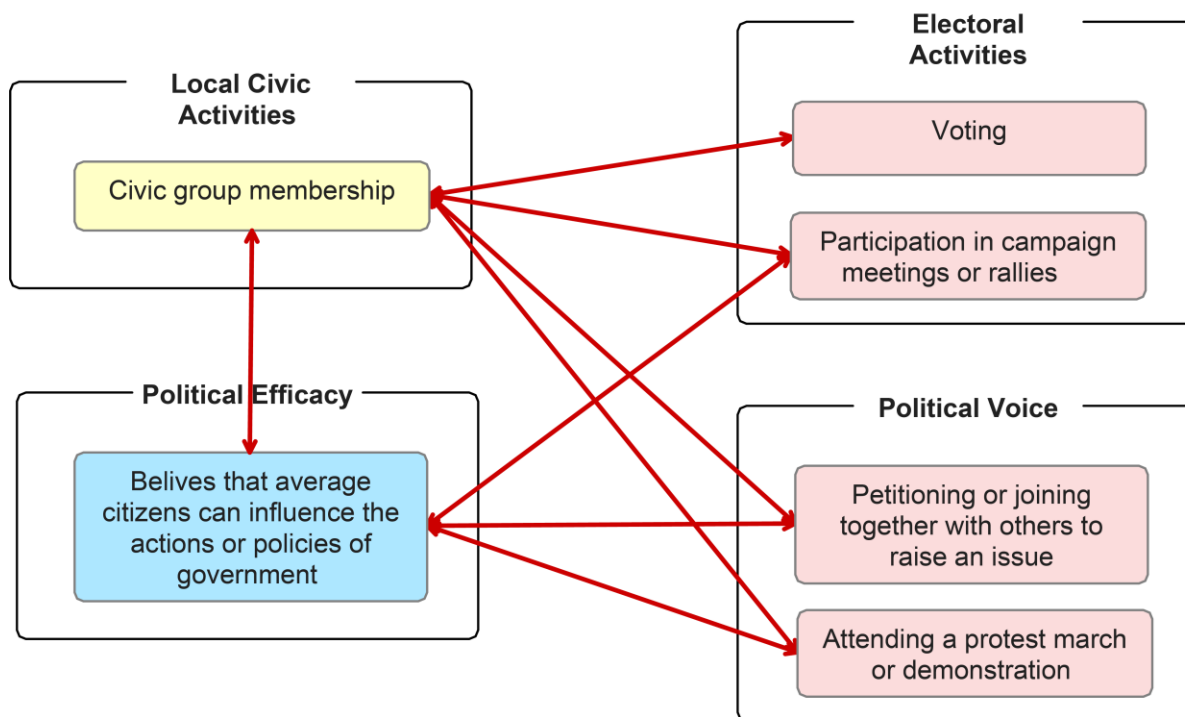 Local Civic
Activities
Civic group membership
Political Efficacy
Belives that average
citizens can influence the
actions or policies of
government
Electoral
Activities
Voting
Participation in campaign
meetings or rallies
Political Voice
Petitioning or joining
together with others to
raise an issue
Attending a protest march
or demonstration